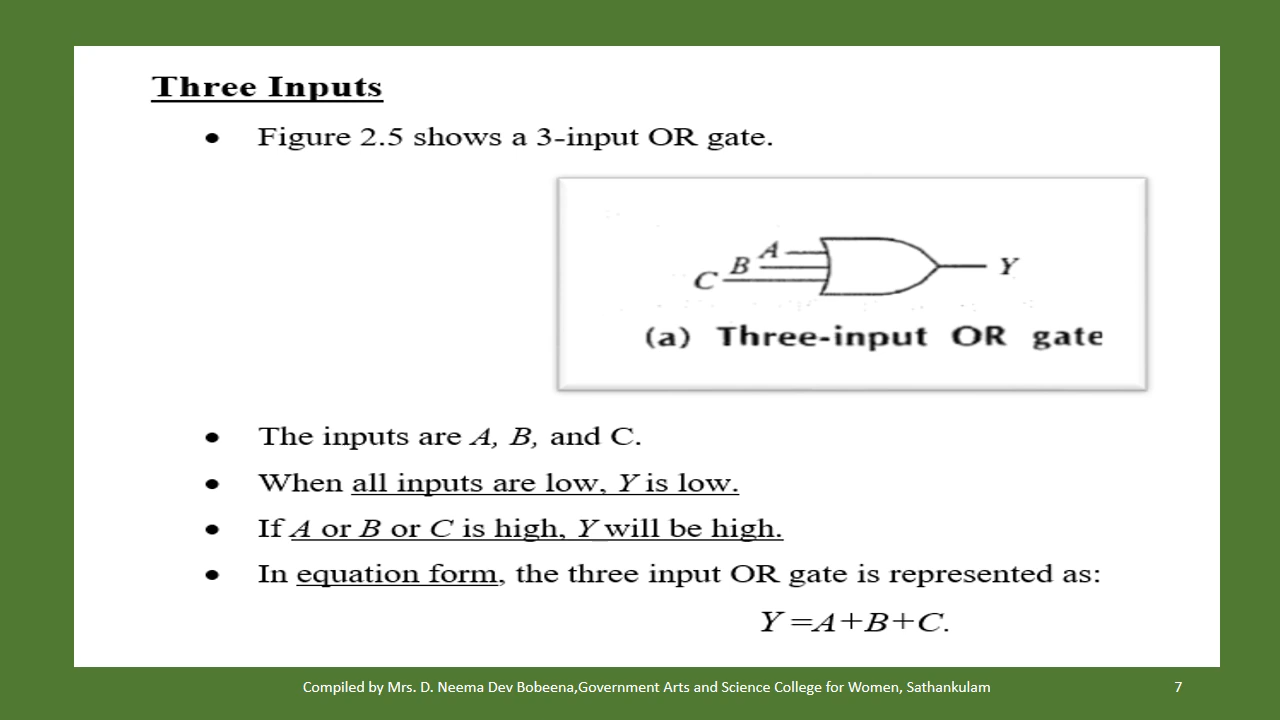 Three Inputs
• Figure 2.5 shows a 3-input OR gate.
A
B
C
Y
(a) Three-input OR gate
• The inputs are A, B, and C.
• When all inputs are low, Y is low.
• If A or B or C is high, Y will be high.
• In equation form, the three input OR gate is represented as:
Y =A+B+C.
Compiled by Mrs. D. Neema Dev Bobeena,Government Arts and Science College for Women, Sathankulam
7